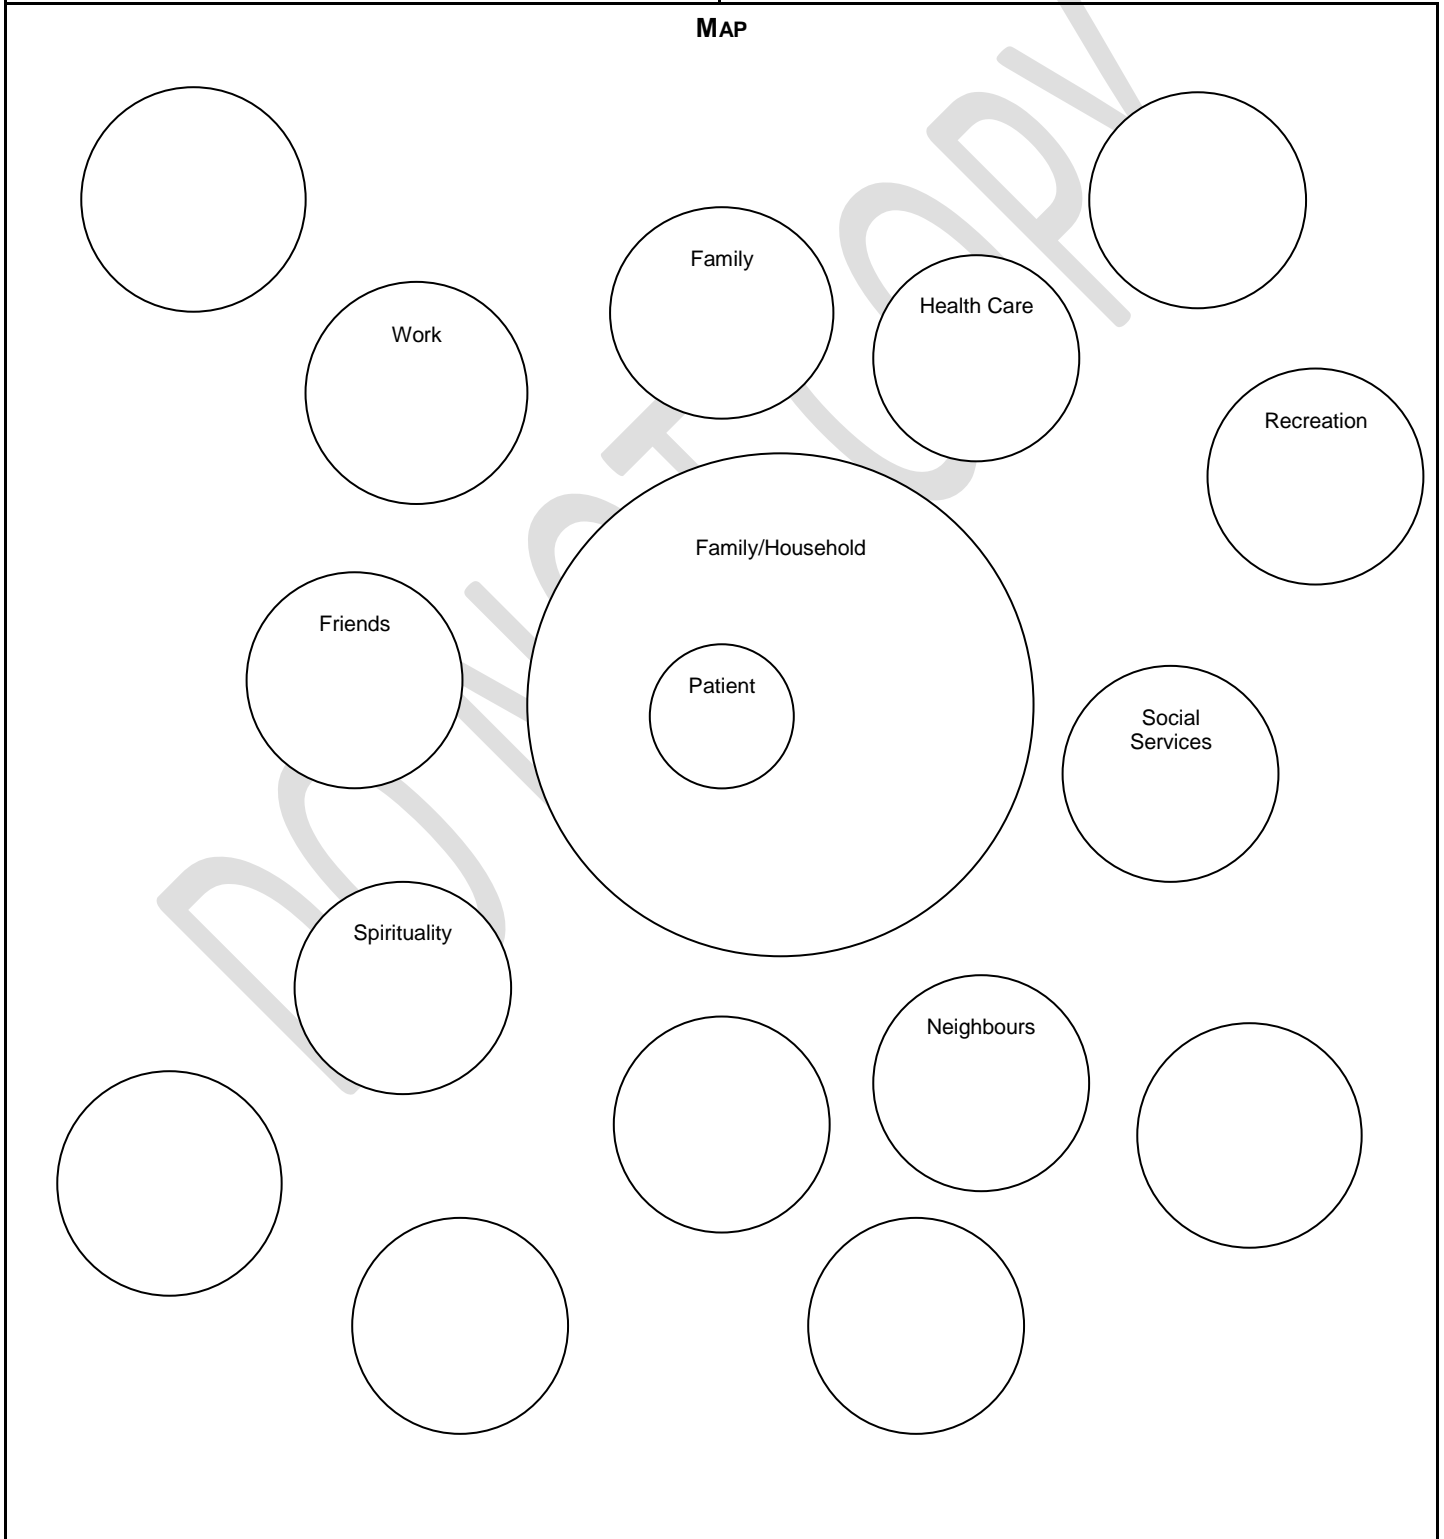 MAP
Family
Health Care
Work
Recreation
Family/Household
Friends
Patient
Social
Services
Spirituality
Neighbours
DO NOT COPY